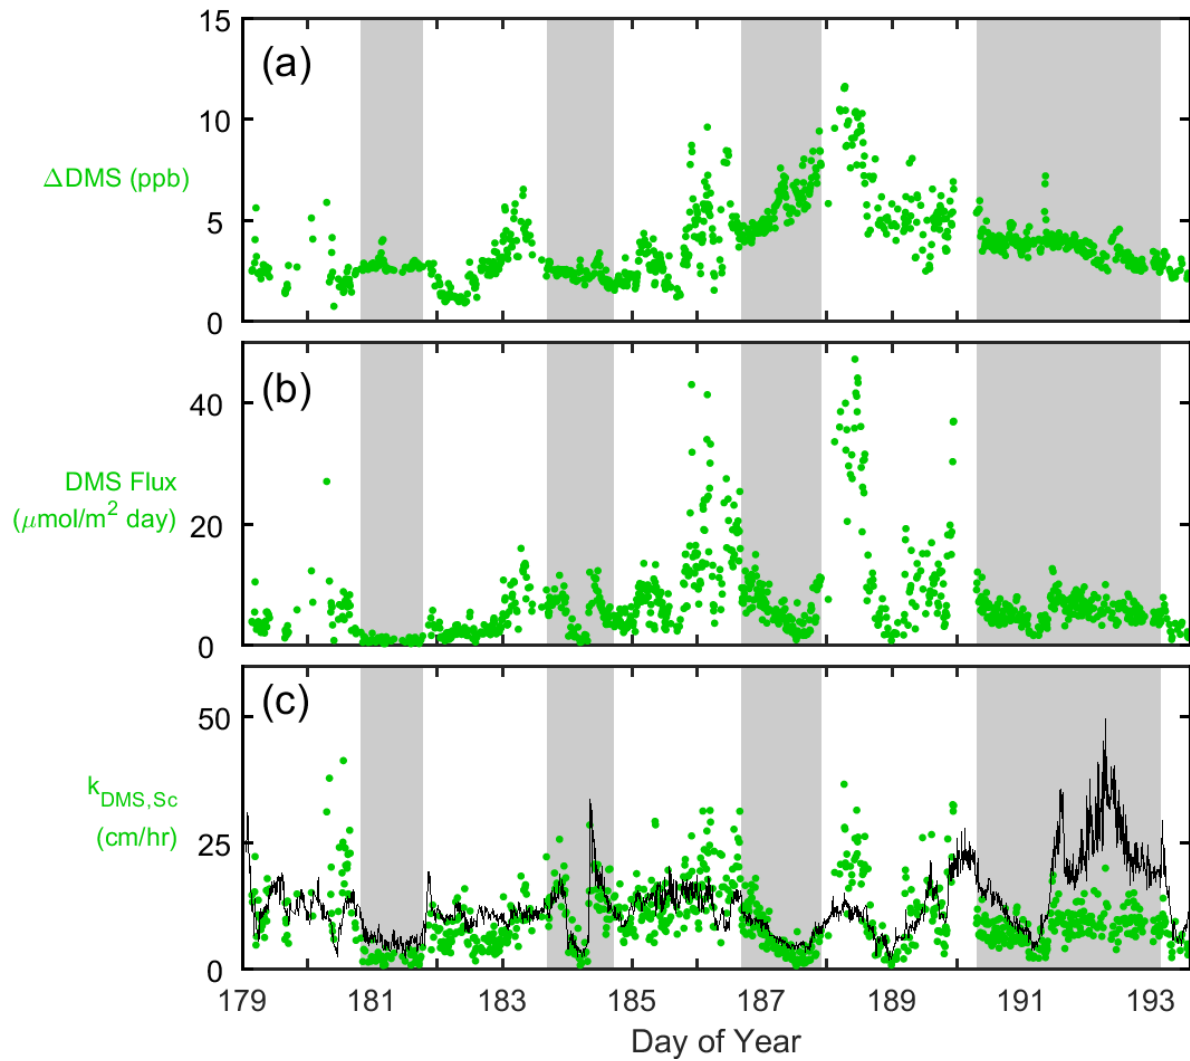 15
(a)
10
ΔDMS (ppb)
5
0
(b)
40
DMS Flux
(μmol/m² day)
20
0
(c)
50
k_DMS,Sc
(cm/hr)
25
0
179 181 183 185 187 189 191 193
Day of Year